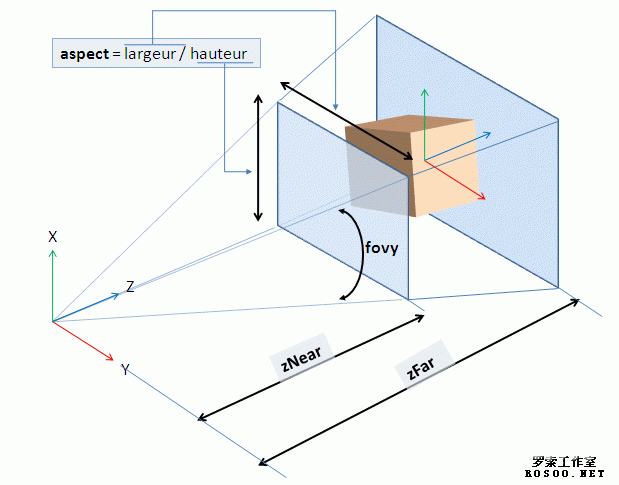 aspect = largeur / hauteur
X
Z
fovy
Y
zNear
zFar
罗索工作室
ROSOO.NET